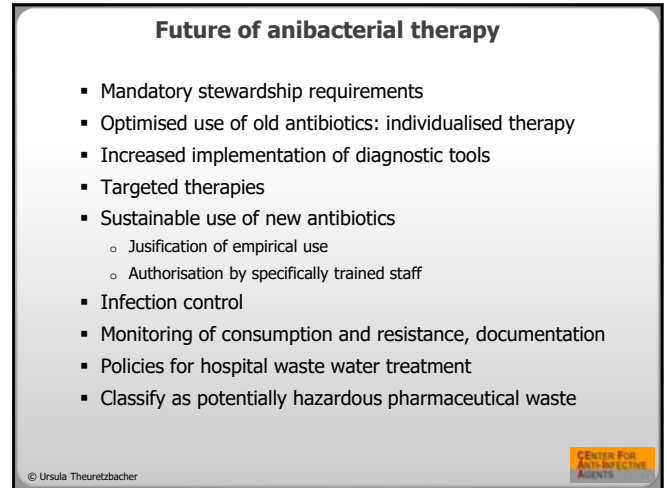 Future of anibacterial therapy
▪ Mandatory stewardship requirements
▪ Optimised use of old antibiotics: individualised therapy
▪ Increased implementation of diagnostic tools
▪ Targeted therapies
▪ Sustainable use of new antibiotics
o Jusification of empirical use
o Authorisation by specifically trained staff
▪ Infection control
▪ Monitoring of consumption and resistance, documentation
▪ Policies for hospital waste water treatment
▪ Classify as potentially hazardous pharmaceutical waste
© Ursula Theuretzbacher
CENTER FOR
ANTI-INFECTIVE
AGENTS